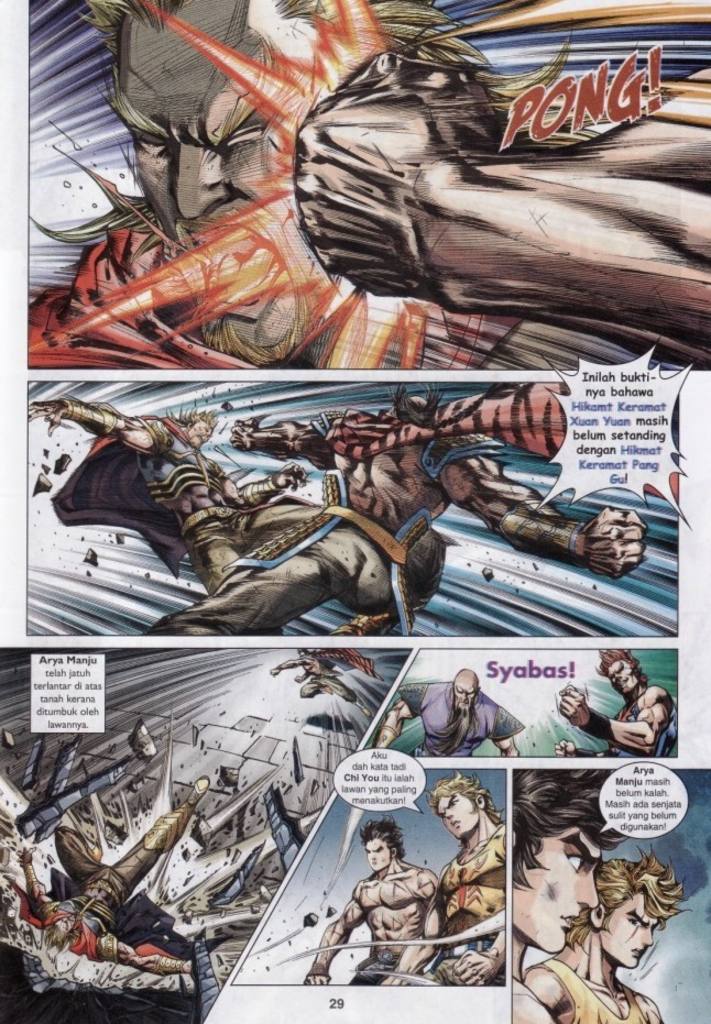 PONG!
Inilah bukti-
nya bahawa
Hikamt Keramat
Xuan Yuan masih
belum setanding
dengan Hikmat
Keramat Pang
Gu!
Arya Manju
telah jatuh
terlantar di atas
tanah kerana
ditumbuk oleh
lawannya.
Syabas!
Aku
dah kata tadi
Chi You itu ialah
lawan yang paling
menakutkan!
Arya
Manju masih
belum kalah.
Masih ada senjata
sulit yang belum
digunakan!
29